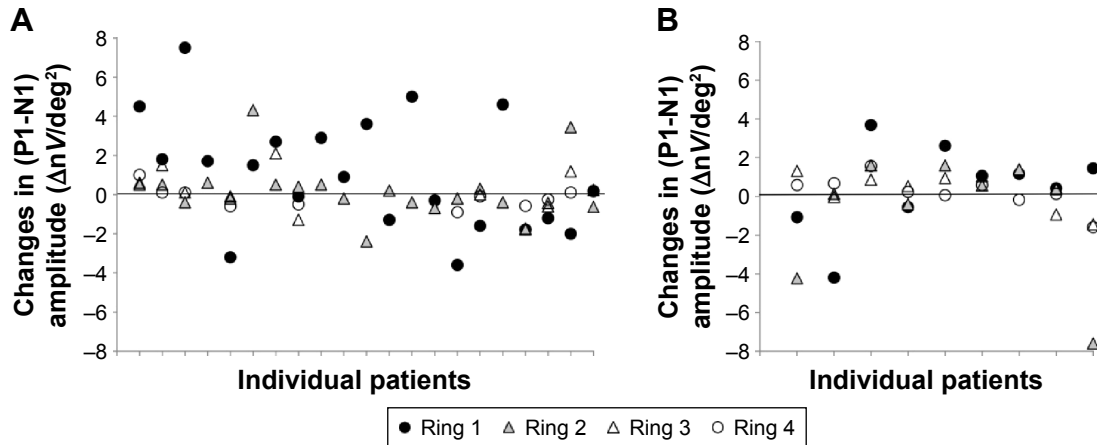 A
Changes in (P1-N1)
amplitude (ΔnV/deg²)
8
6
4
2
0
–2
–4
–6
–8
Individual patients
B
Changes in (P1-N1)
amplitude (ΔnV/deg²)
8
6
4
2
0
–2
–4
–6
–8
Individual patients
Ring 1 Ring 2 Ring 3 Ring 4